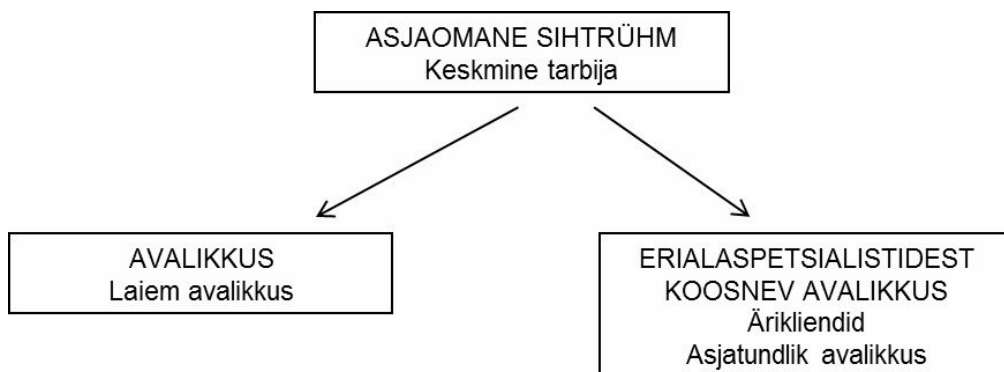 ASJAOMANE SIHTRÜHM
Keskmine tarbija
AVALIKKUS
Laiem avalikkus
ERIALASPETSIALISTIDEST
KOOSNEV AVALIKKUS
Ärikliendid
Asjatundlik avalikkus